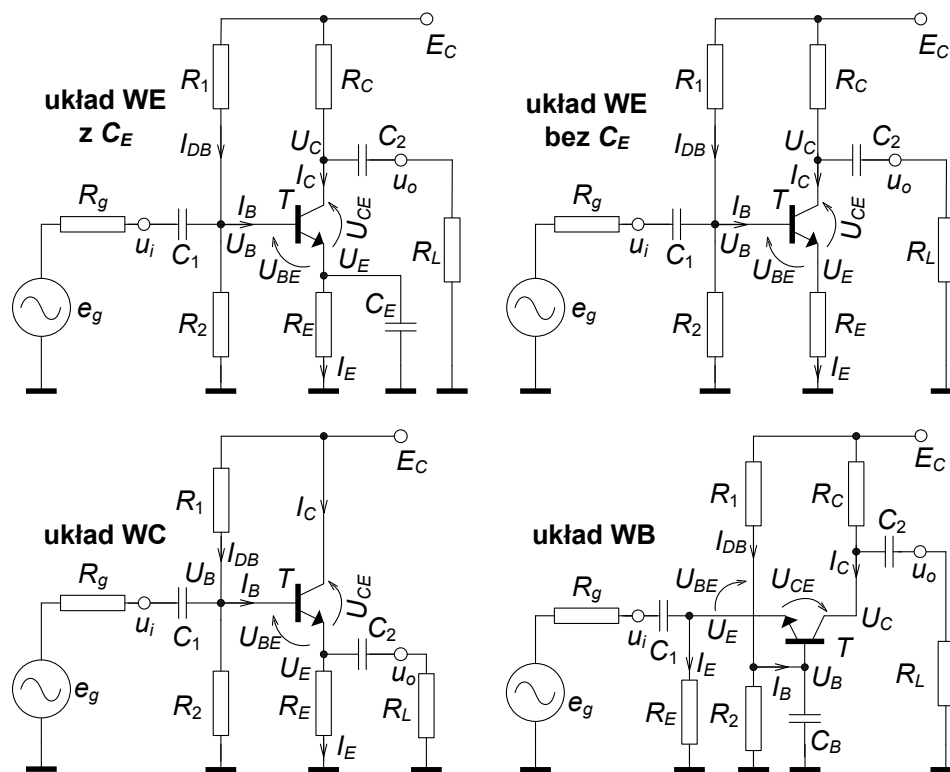 układ WE
z C_E
E_C
R_1
R_C
I_DB
U_C
C_2
I_C
u_o
R_g
I_B
T
U_CE
u_i
C_1
U_B
U_BE
U_E
R_L
e_g
R_2
R_E
C_E
I_E
układ WE
bez C_E
E_C
R_1
R_C
I_DB
U_C
C_2
I_C
u_o
R_g
I_B
T
U_CE
u_i
C_1
U_B
U_BE
U_E
R_L
e_g
R_2
R_E
I_E
układ WC
E_C
R_1
I_C
I_DB
R_g
U_B
I_B
T
U_CE
u_i
C_1
U_BE
C_2
U_E
u_o
e_g
R_2
R_E
R_L
I_E
układ WB
E_C
R_1
R_C
C_2
I_DB
I_C
u_o
R_g
U_BE
U_CE
u_i
C_1
U_E
U_C
T
I_E
I_B
U_B
R_L
e_g
R_E
R_2
C_B